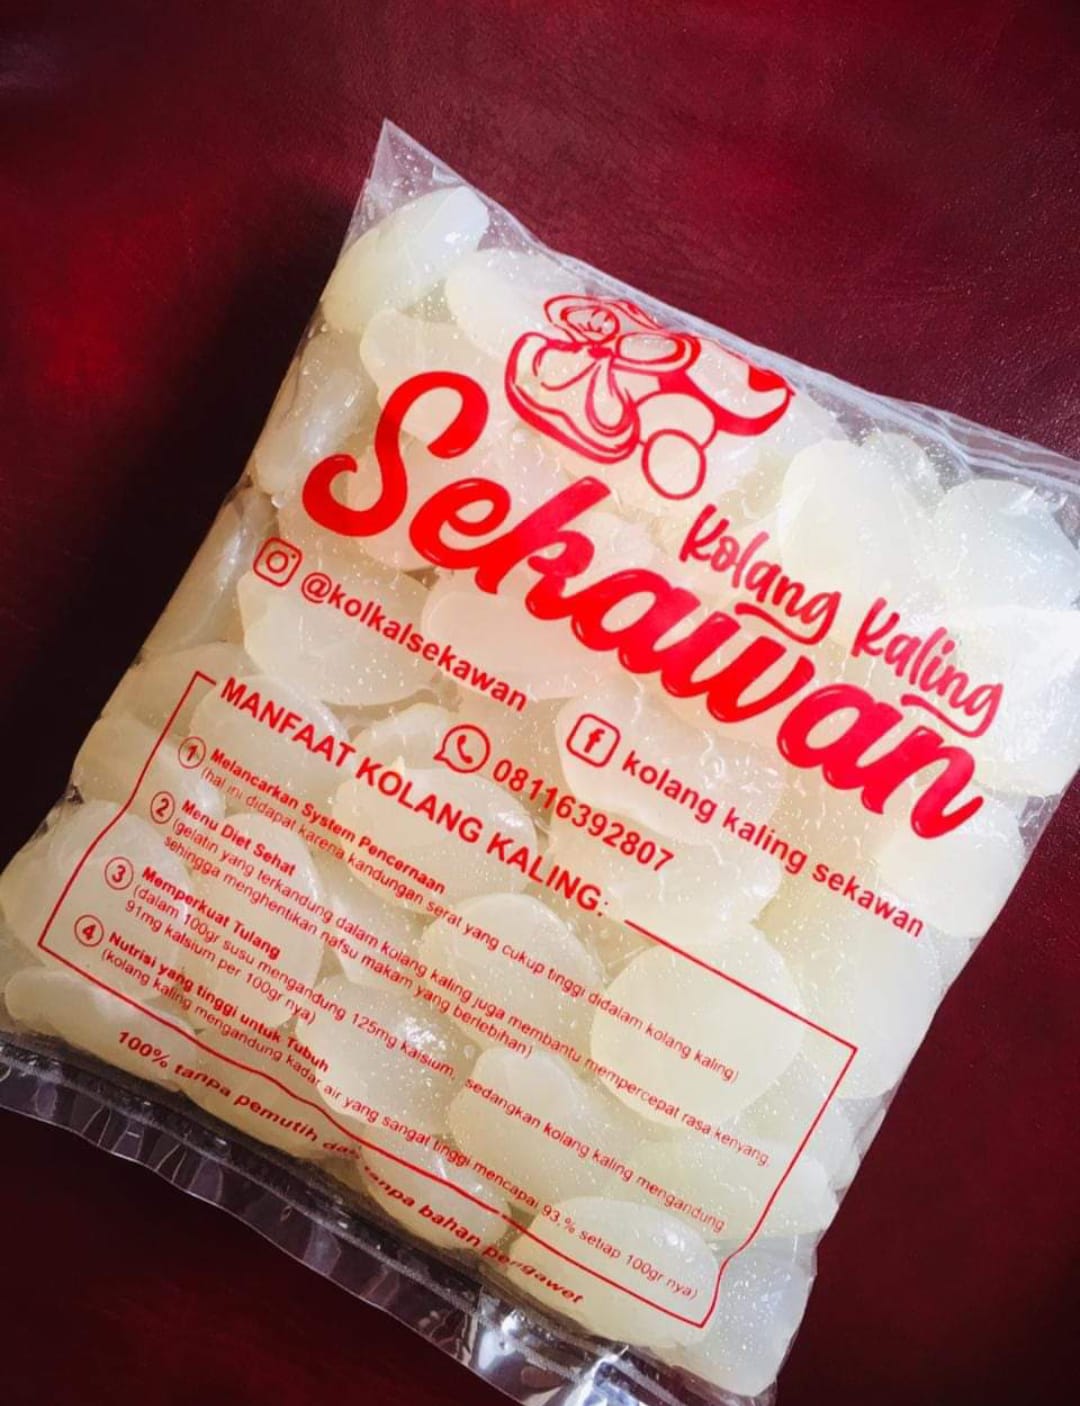 Kolang Kaling
Sekawan
@kolkalsekawan
kolang kaling sekawan
08116392807
MANFAAT KOLANG KALING:
1 Melancarkan System Pencernaan
(hal ini didapat karena kandungan serat yang cukup tinggi didalam kolang kaling)
2 Menu Diet Sehat
(gelatin yang terkandung dalam kolang kaling juga membantu mempercepat rasa kenyang,
sehingga menghentikan nafsu makam yang berlebihan)
3 Memperkuat Tulang
(dalam 100gr susu mengandung 125mg kalsium, sedangkan kolang kaling mengandung
91mg kalsium per 100gr nya)
4 Nutrisi yang tinggi untuk Tubuh
(kolang kaling mengandung kadar air yang sangat tinggi mencapai 93,% setiap 100gr nya)
100% tanpa pemutih dan tanpa bahan pengawet